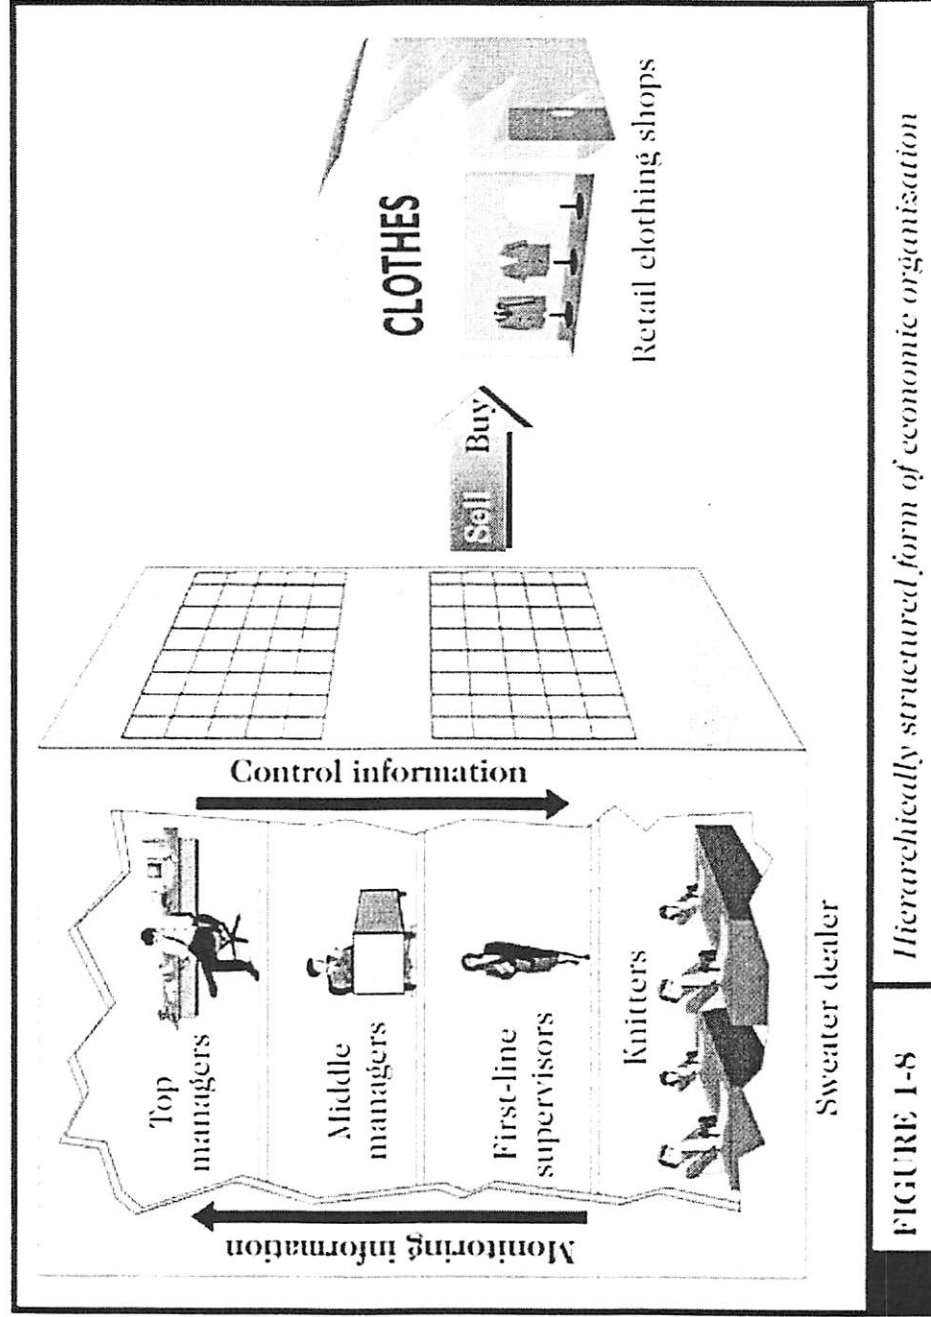 Monitoring information
Top
managers
Middle
managers
First-line
supervisors
Knitters
Control information
Sweater dealer
Sell Buy
CLOTHES
Retail clothing shops
FIGURE 1-8 Hierarchically structured form of economic organisation